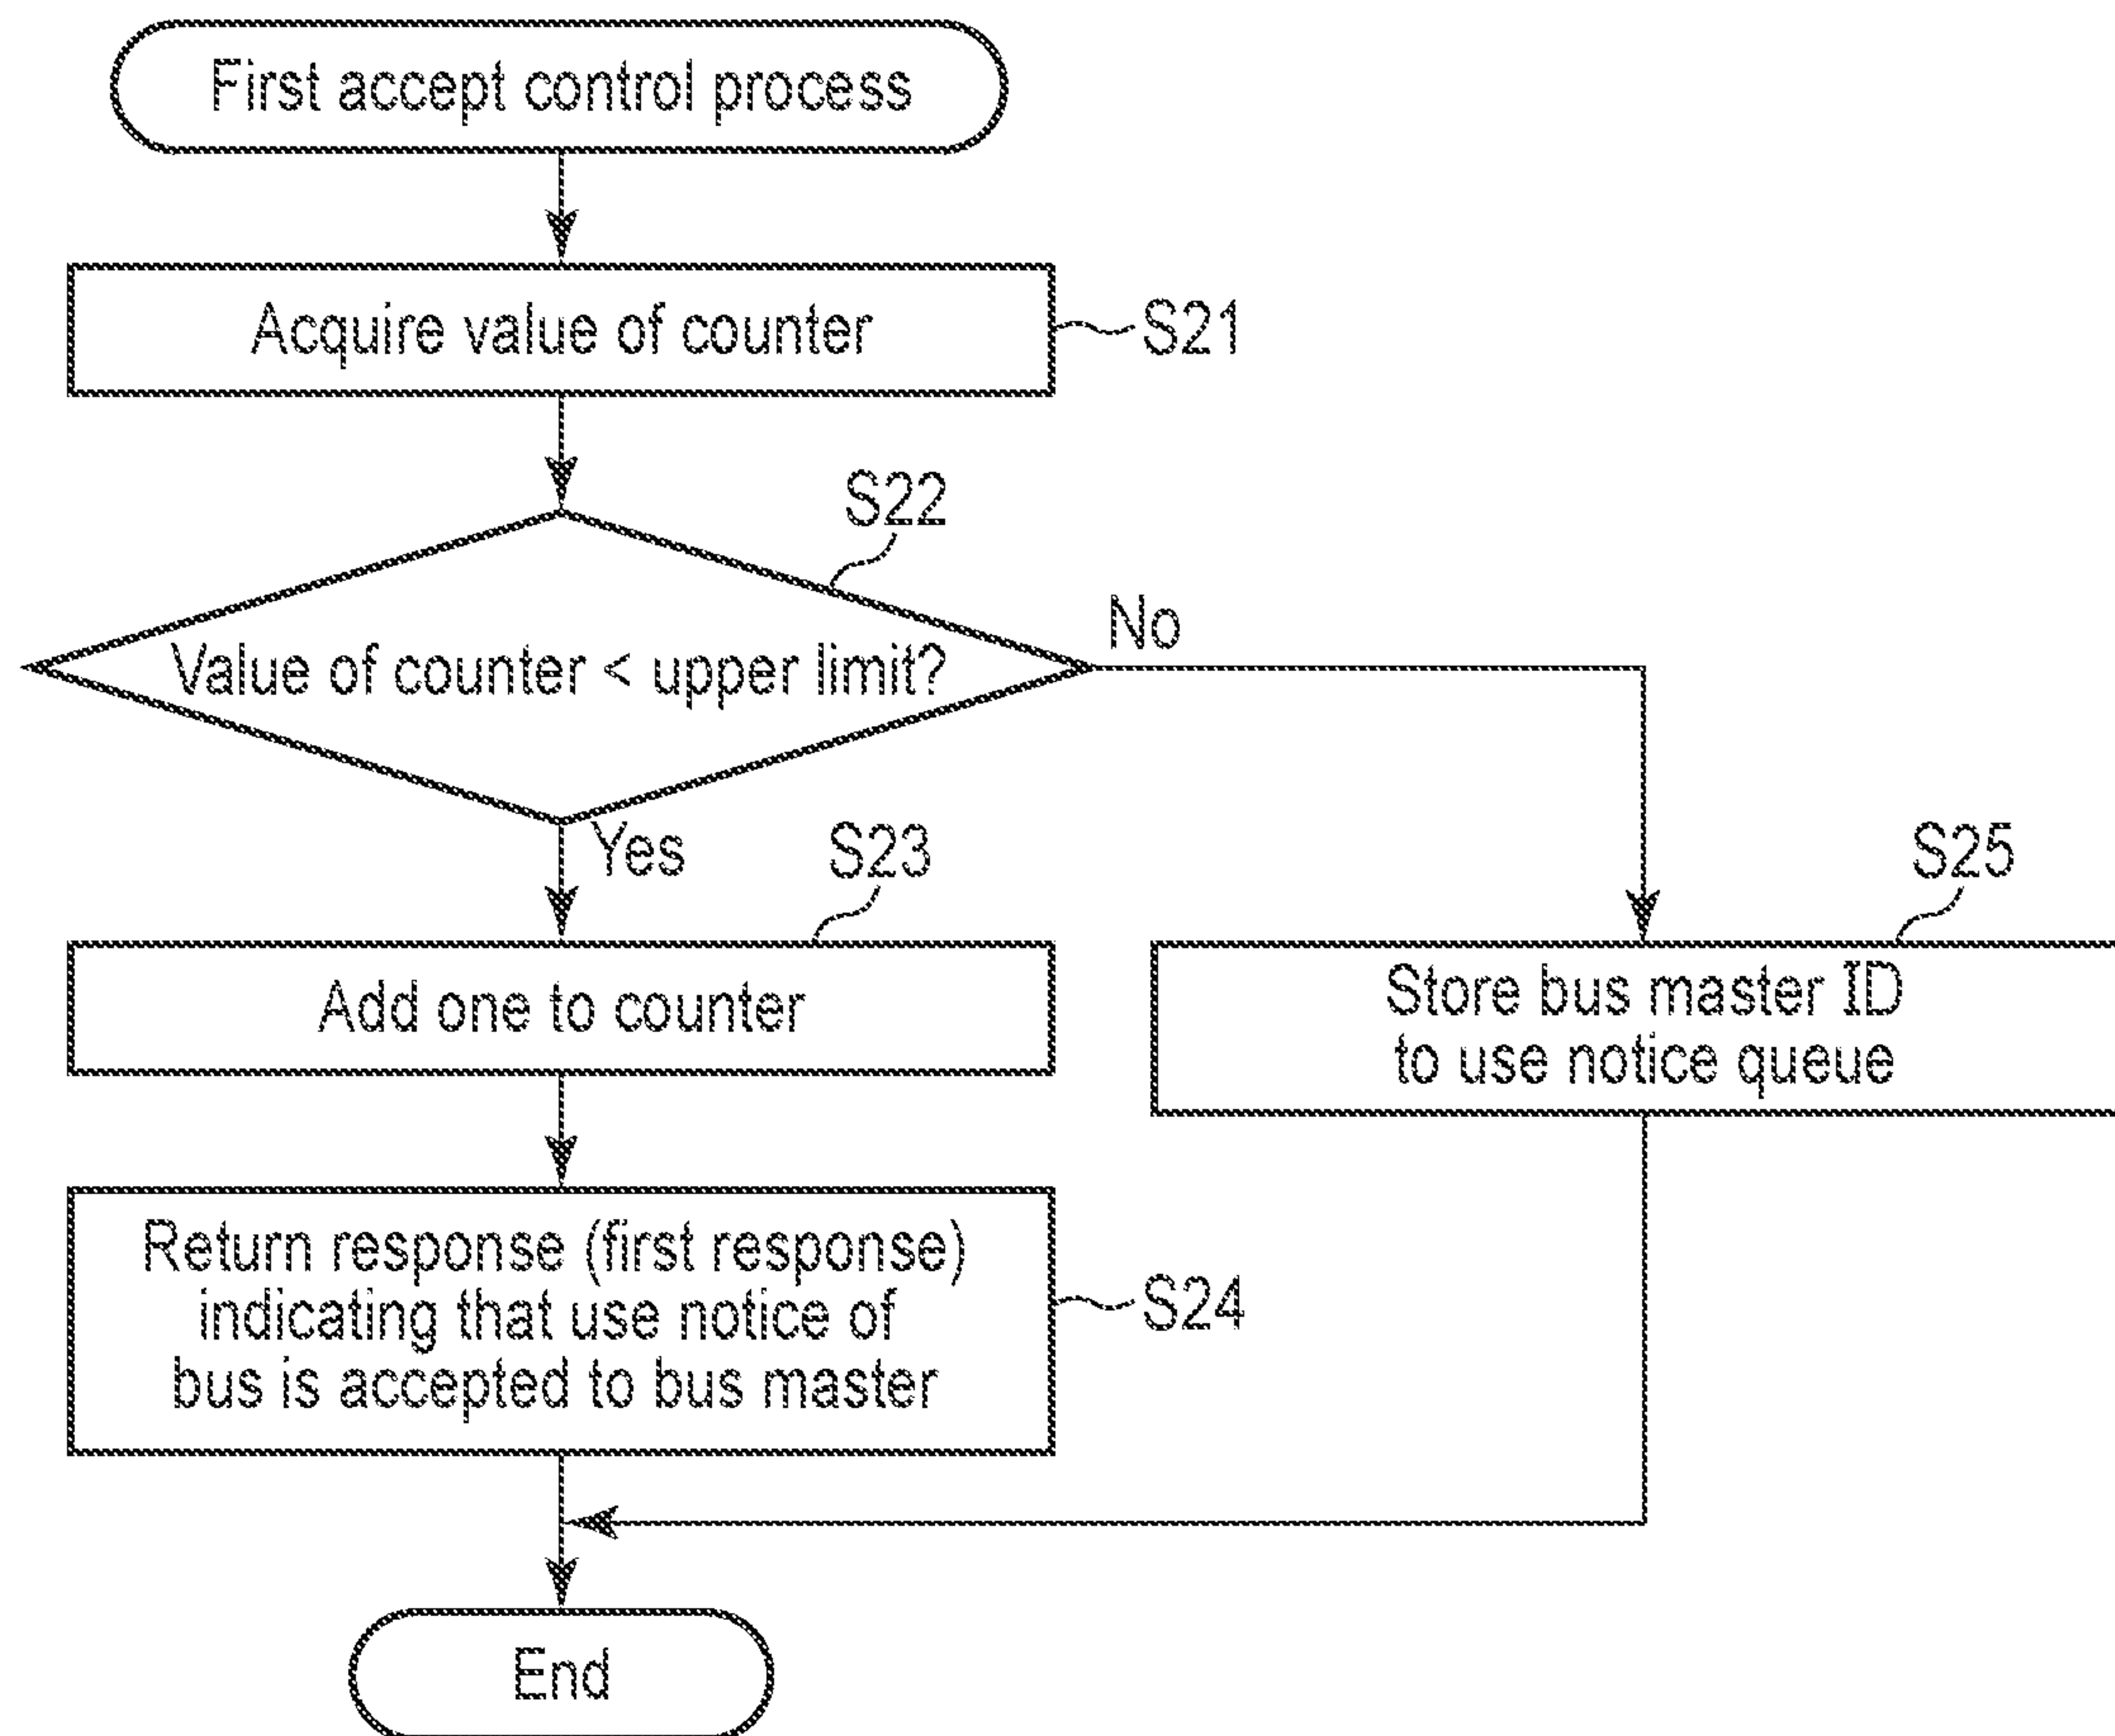 First accept control process
Acquire value of counter
S21
S22
Value of counter < upper limit?
No
Yes
S23
S25
Add one to counter
Store bus master ID
to use notice queue
Return response (first response)
indicating that use notice of
bus is accepted to bus master
S24
End